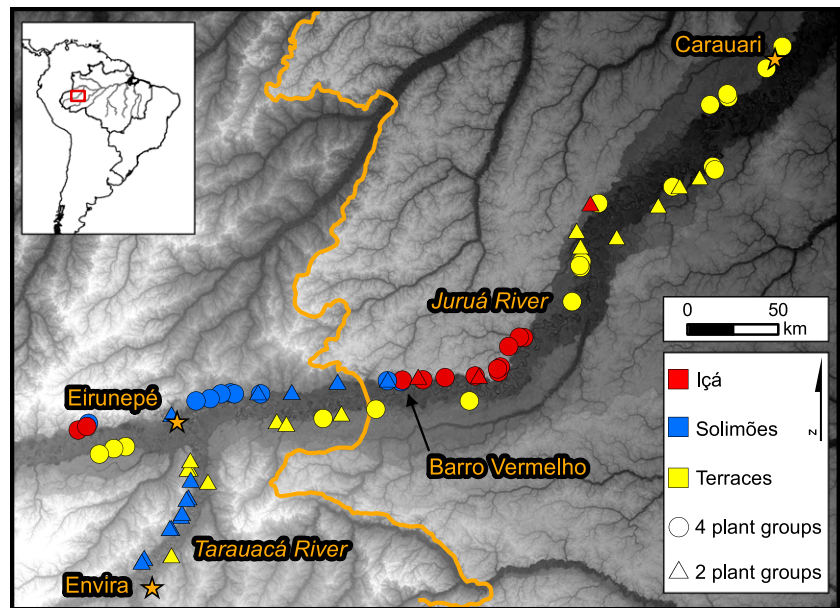 Carauari
Juruá River
0 50
km
Eirunepé
Içá
Solimões
Barro Vermelho
Terraces
N
4 plant groups
Tarauacá River
Envira
2 plant groups